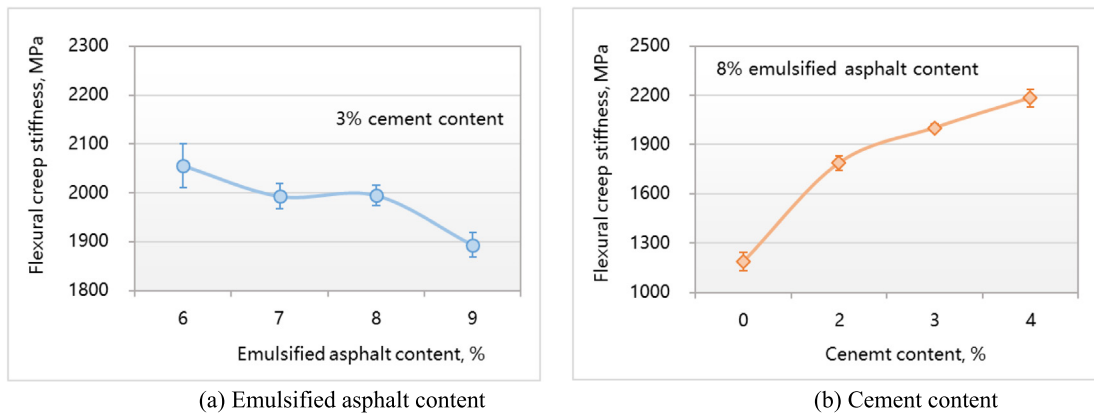 2300
2200
2100
2000
1900
1800
Flexural creep stiffness, MPa
3% cement content
6 7 8 9
Emulsified asphalt content, %
(a) Emulsified asphalt content
2500
2200
1900
1600
1300
1000
Flexural creep stiffness, MPa
8% emulsified asphalt content
0 2 3 4
Cenemt content, %
(b) Cement content